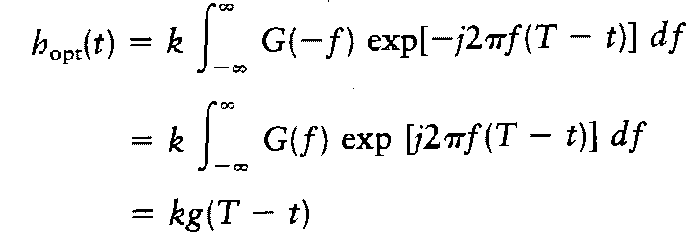 h_opt(t) = k ∫_{-∞}^{∞} G(−f) exp[−j2πf(T − t)] df
= k ∫_{-∞}^{∞} G(f) exp [j2πf(T − t)] df
= kg(T − t)